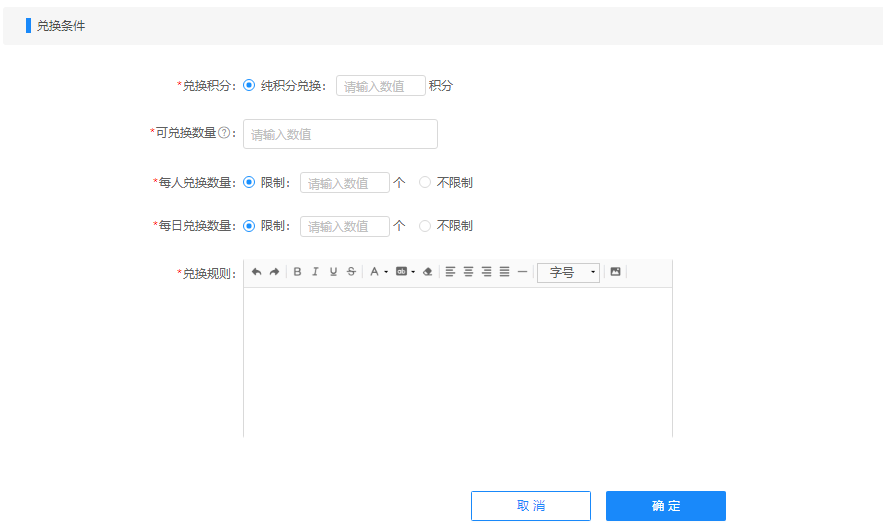 兑换条件
*兑换积分: 纯积分兑换: 请输入数值 积分
*可兑换数量?: 请输入数值
*每人兑换数量: 限制: 请输入数值 个 不限制
*每日兑换数量: 限制: 请输入数值 个 不限制
*兑换规则: B I U S A ab 字号
取 消 确 定